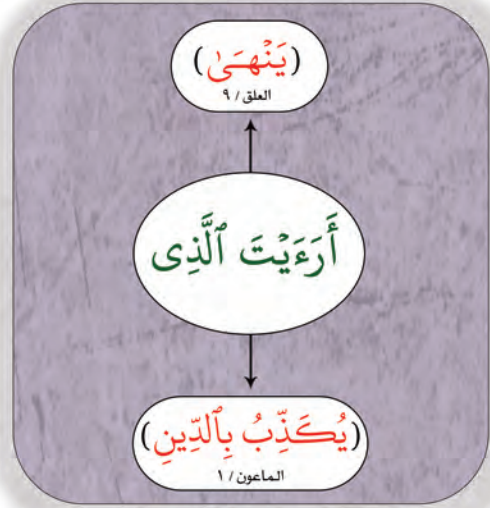 (يَنْهَىٰ)
العلق / ٩
أَرَءَيْتَ ٱلَّذِى
(يُكَذِّبُ بِٱلدِّينِ)
الماعون / ١